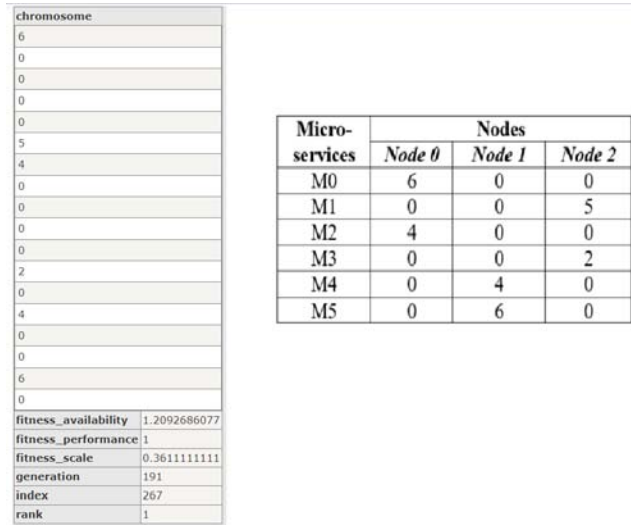 chromosome
6
0
0
0
0
5
4
0
0
0
0
2
0
4
0
0
6
0
fitness_availability 1.2092686077
fitness_performance 1
fitness_scale 0.3611111111
generation 191
index 267
rank 1
Micro-services Nodes
Node 0 Node 1 Node 2
M0 6 0 0
M1 0 0 5
M2 4 0 0
M3 0 0 2
M4 0 4 0
M5 0 6 0